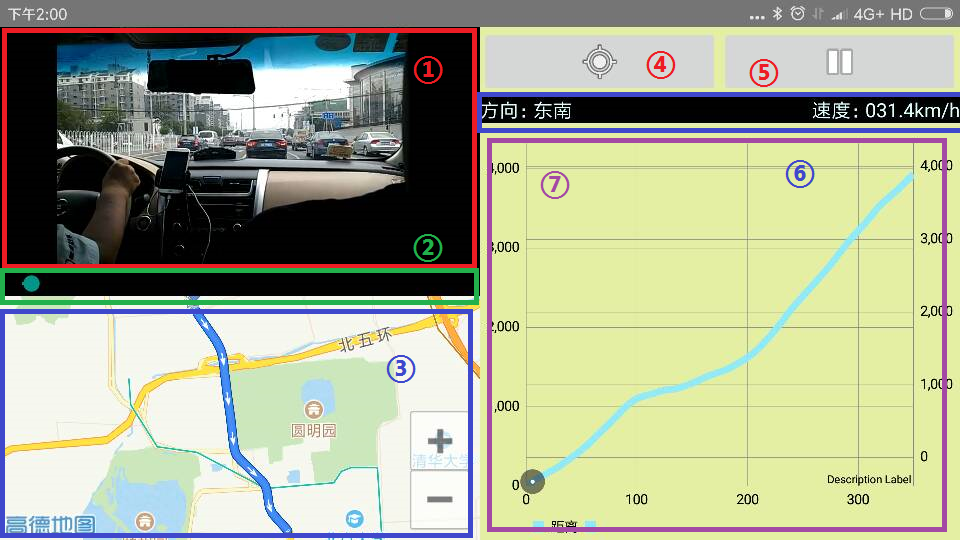 下午2:00
... 4G+ HD
①
④
⑤
方向: 东南
速度: 031.4km/h
②
⑦
⑥
4,000
3,000
2,000
1,000
0
4,000
3,000
2,000
1,000
0
Description Label
0
100
300
距离
北五环
③
圆明园
清华大学
高德地图